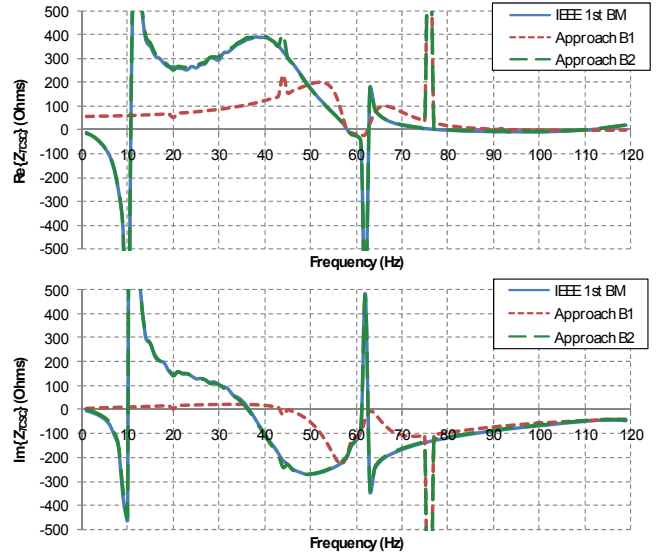 500
400
300
200
100
0
-100
-200
-300
-400
-500
Re{Z_TCSC} (Ohms)
0 10 20 30 40 50 60 70 80 90 100 110 120
Frequency (Hz)
IEEE 1st BM
Approach B1
Approach B2
500
400
300
200
100
0
-100
-200
-300
-400
-500
Im{Z_TCSC} (Ohms)
0 10 20 30 40 50 60 70 80 90 100 110 120
Frequency (Hz)
IEEE 1st BM
Approach B1
Approach B2